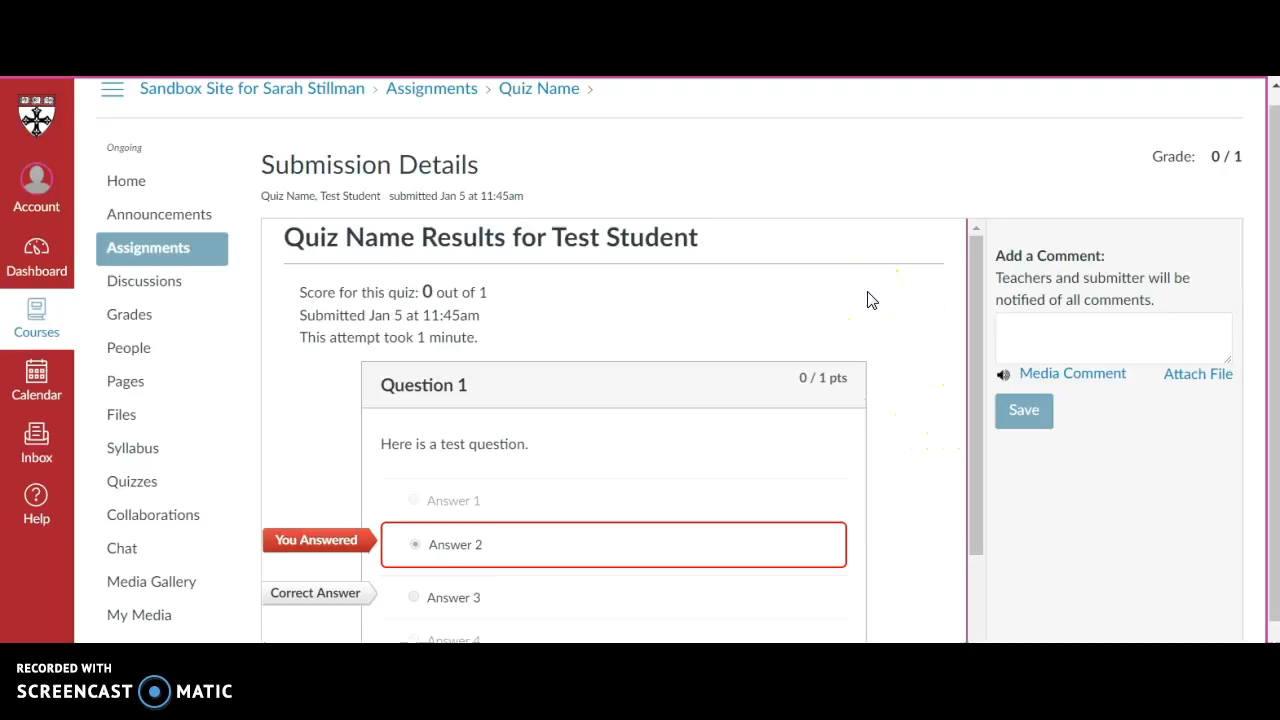 Sandbox Site for Sarah Stillman > Assignments > Quiz Name >
Account
Dashboard
Courses
Calendar
Inbox
Help
Ongoing
Home
Announcements
Assignments
Discussions
Grades
People
Pages
Files
Syllabus
Quizzes
Collaborations
Chat
Media Gallery
My Media
Submission Details
Grade: 0 / 1
Quiz Name, Test Student submitted Jan 5 at 11:45am
Quiz Name Results for Test Student
Score for this quiz: 0 out of 1
Submitted Jan 5 at 11:45am
This attempt took 1 minute.
Question 1 0 / 1 pts
Here is a test question.
Answer 1
You Answered Answer 2
Correct Answer Answer 3
Answer 4
Add a Comment:
Teachers and submitter will be
notified of all comments.
Media Comment Attach File
Save
RECORDED WITH
SCREENCAST MATIC